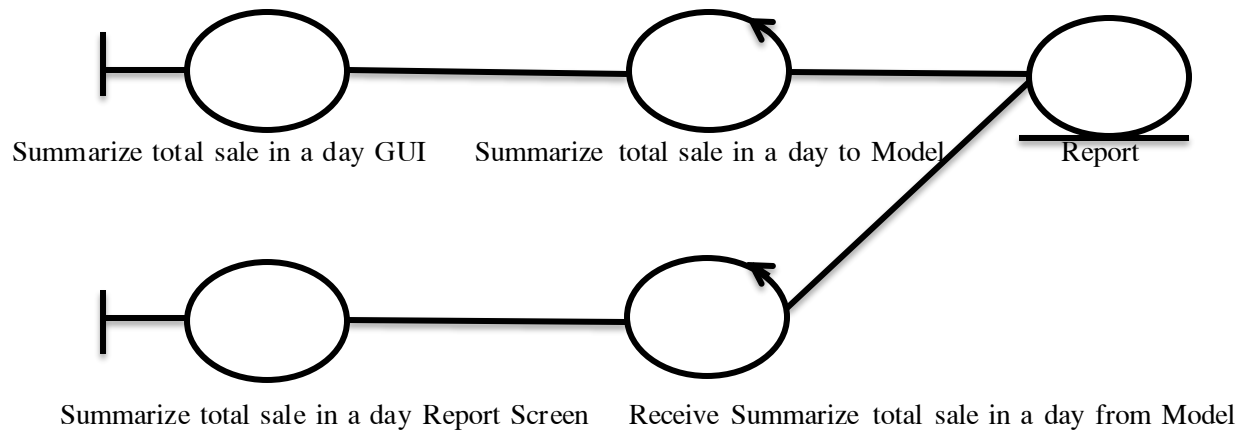 Summarize total sale in a day GUI
Summarize total sale in a day to Model
Report
Summarize total sale in a day Report Screen
Receive Summarize total sale in a day from Model